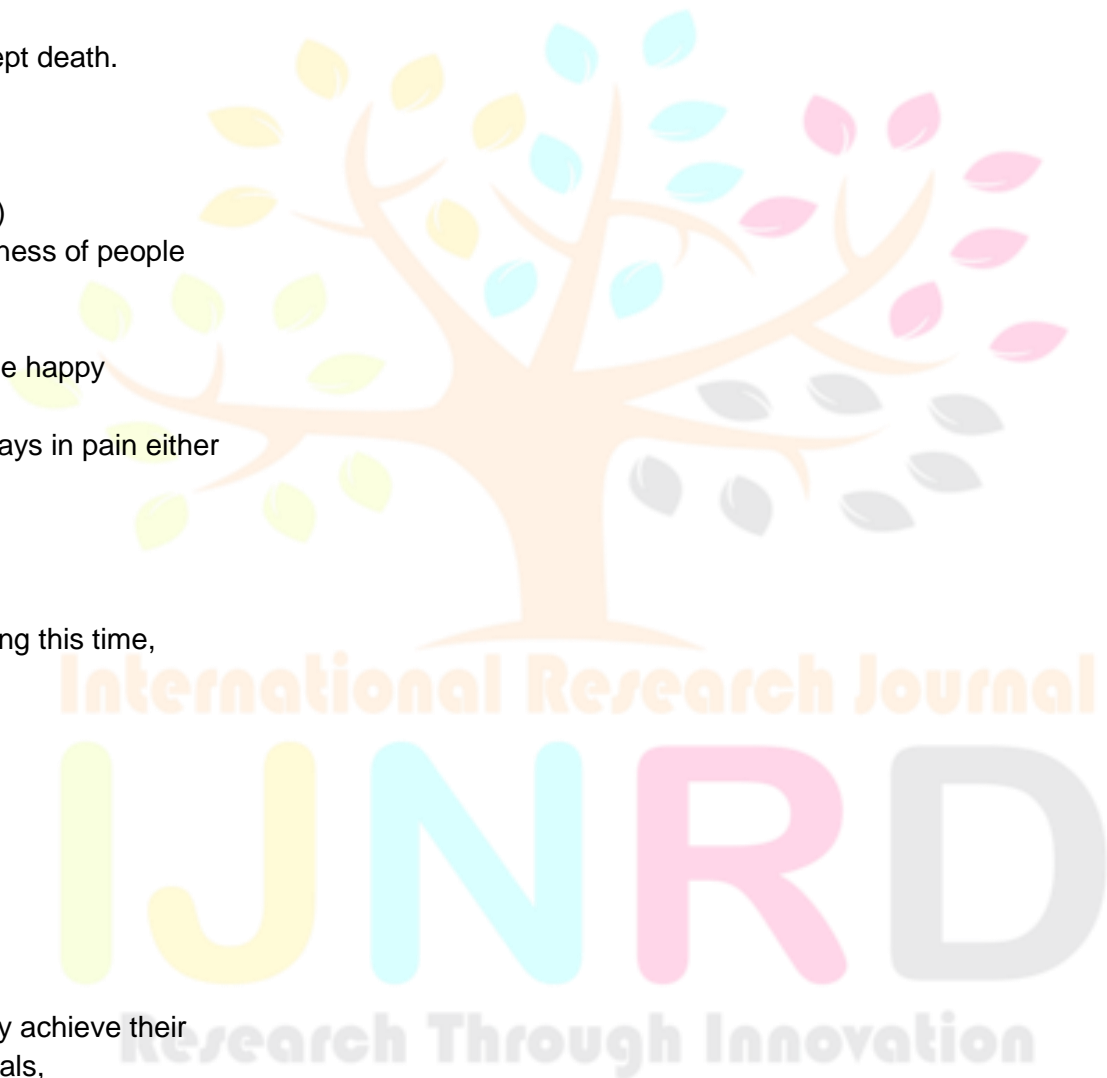 ept death.
)
ness of people
e happy
ays in pain either
ng this time,
International Research Journal
IJNRD
y achieve their
Research Through Innovation
als,